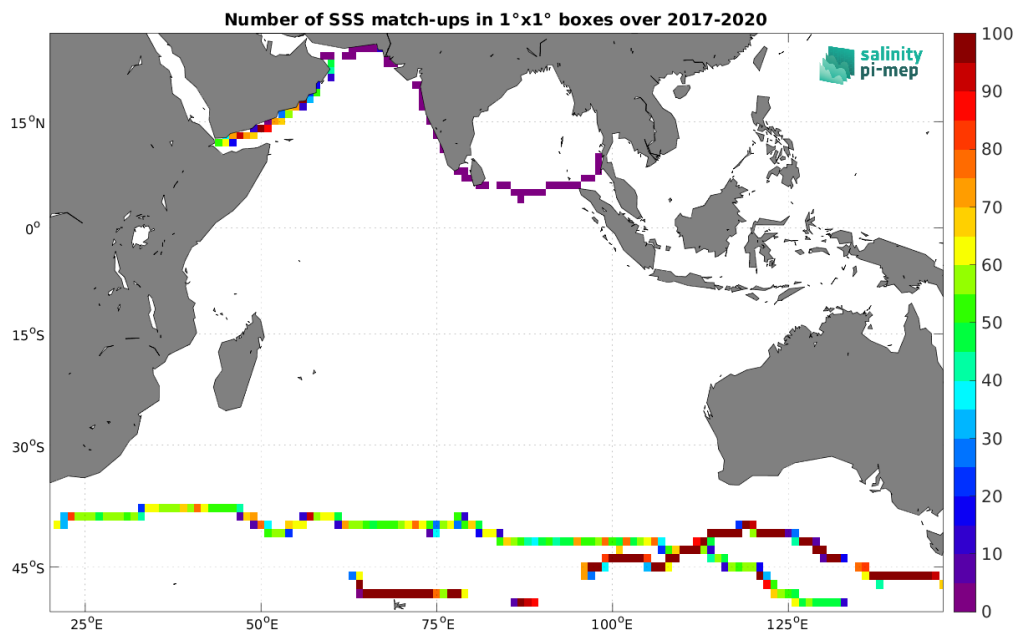 Number of SSS match-ups in 1°x1° boxes over 2017-2020
salinity
pi-mep
15°N
0°
15°S
30°S
45°S
25°E
50°E
75°E
100°E
125°E
100
90
80
70
60
50
40
30
20
10
0